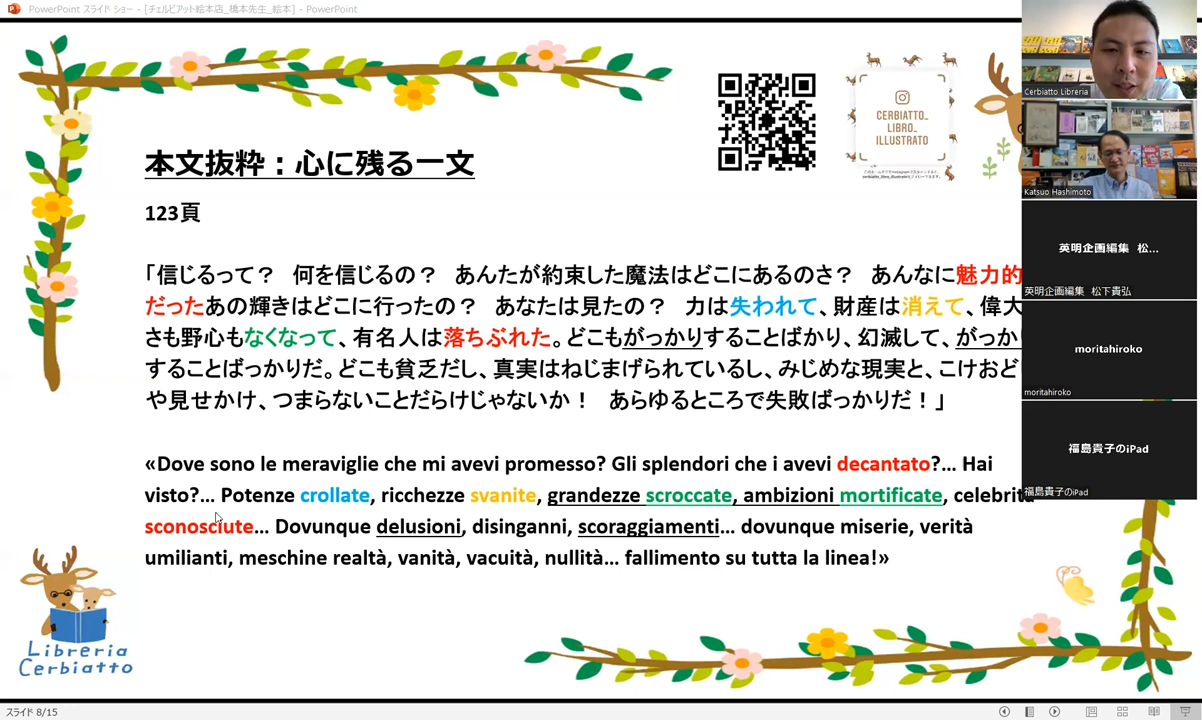 PowerPoint スライド ショー - [チェルビアット絵本店_橋本先生_絵本] - PowerPoint
CERBIATTO_
LIBRO_
ILLUSTRATO
Cerbiatto Libreria
Katsuo Hashimoto
英明企画編集 松...
英明企画編集 松下貴弘
moritahiroko
moritahiroko
福島貴子のiPad
福島貴子のiPad
本文抜粋：心に残る一文
123頁
「信じるって？　何を信じるの？　あんたが約束した魔法はどこにあるのさ？　あんなに魅力的
だったあの輝きはどこに行ったの？　あなたは見たの？　力は失われて、財産は消えて、偉大
さも野心もなくなって、有名人は落ちぶれた。どこもがっかりすることばかり、幻滅して、がっか
することばっかりだ。どこも貧乏だし、真実はねじまげられているし、みじめな現実と、こけおど
や見せかけ、つまらないことだらけじゃないか！　あらゆるところで失敗ばっかりだ！」
«Dove sono le meraviglie che mi avevi promesso? Gli splendori che i avevi decantato?... Hai
visto?... Potenze crollate, ricchezze svanite, grandezze scroccate, ambizioni mortificate, celebrità
sconosciute... Dovunque delusioni, disinganni, scoraggiamenti... dovunque miserie, verità
umilianti, meschine realtà, vanità, vacuità, nullità... fallimento su tutta la linea!»
Libreria
Cerbiatto
スライド 8/15